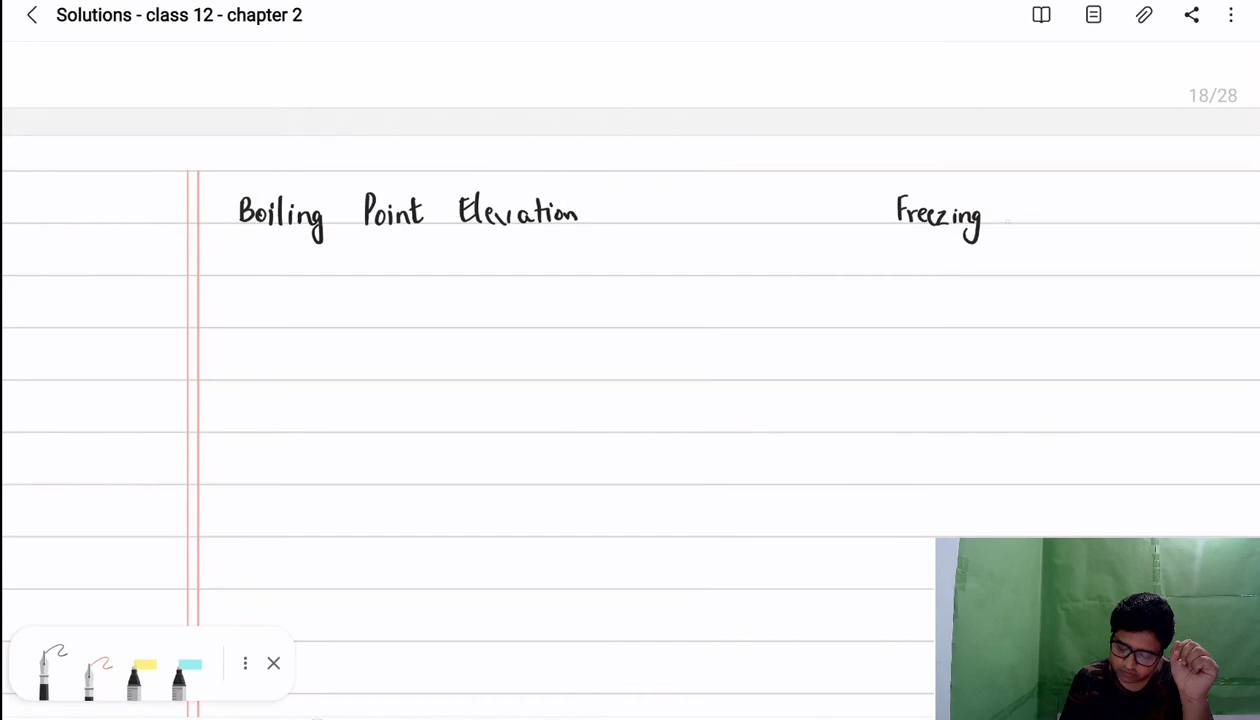 Solutions - class 12 - chapter 2
18/28
Boiling Point Elevation Freezing